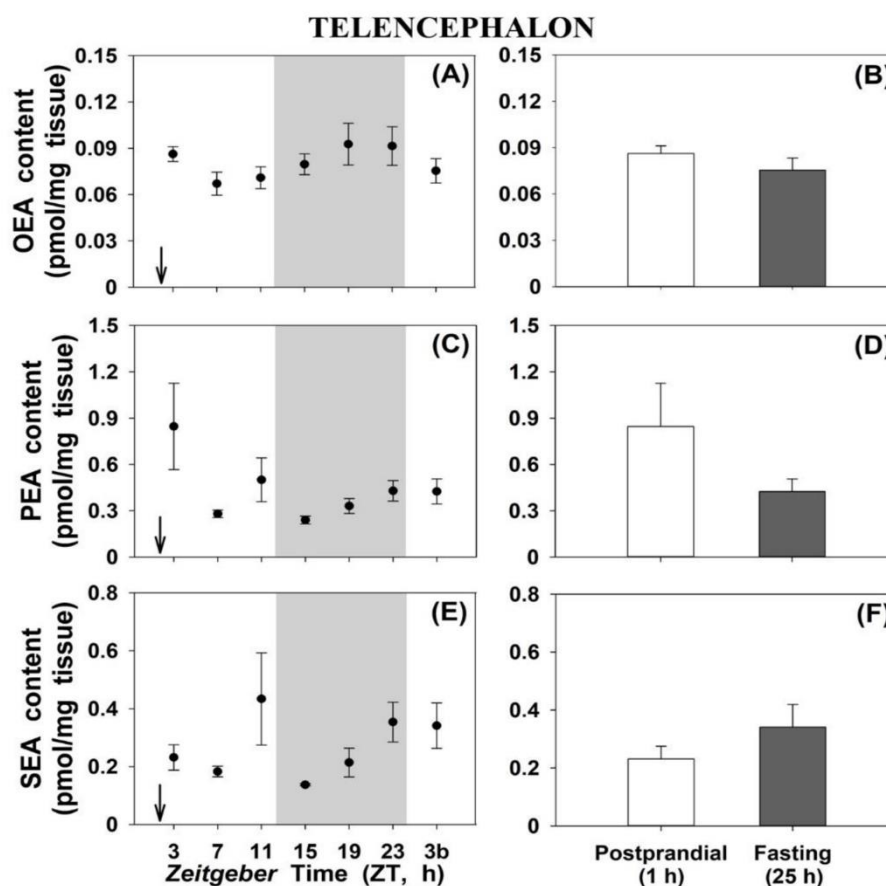 TELENCEPHALON
OEA content
(pmol/mg tissue)
0.15
0.12
0.09
0.06
0.03
0
(A)
0.15
0.12
0.09
0.06
0.03
0
(B)
PEA content
(pmol/mg tissue)
1.5
1.2
0.9
0.6
0.3
0
(C)
1.5
1.2
0.9
0.6
0.3
0
(D)
SEA content
(pmol/mg tissue)
0.8
0.6
0.4
0.2
0
(E)
3 7 11 15 19 23 3b
Zeitgeber Time (ZT, h)
0.8
0.6
0.4
0.2
0
(F)
Postprandial Fasting
(1 h) (25 h)